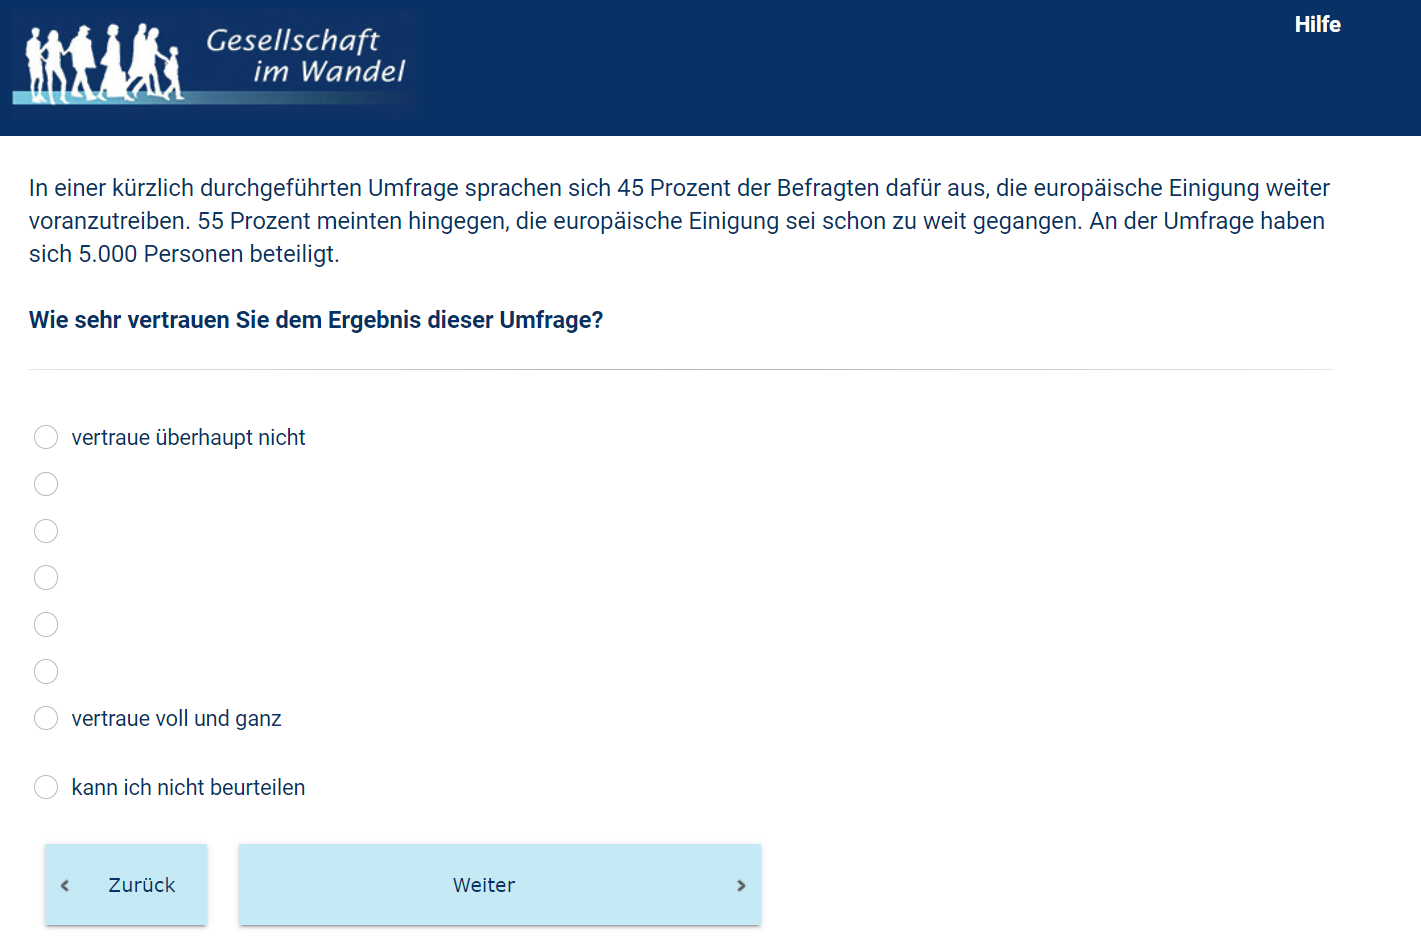 Gesellschaft
im Wandel
Hilfe
In einer kürzlich durchgeführten Umfrage sprachen sich 45 Prozent der Befragten dafür aus, die europäische Einigung weiter
voranzutreiben. 55 Prozent meinten hingegen, die europäische Einigung sei schon zu weit gegangen. An der Umfrage haben
sich 5.000 Personen beteiligt.
Wie sehr vertrauen Sie dem Ergebnis dieser Umfrage?
vertraue überhaupt nicht
vertraue voll und ganz
kann ich nicht beurteilen
Zurück
Weiter